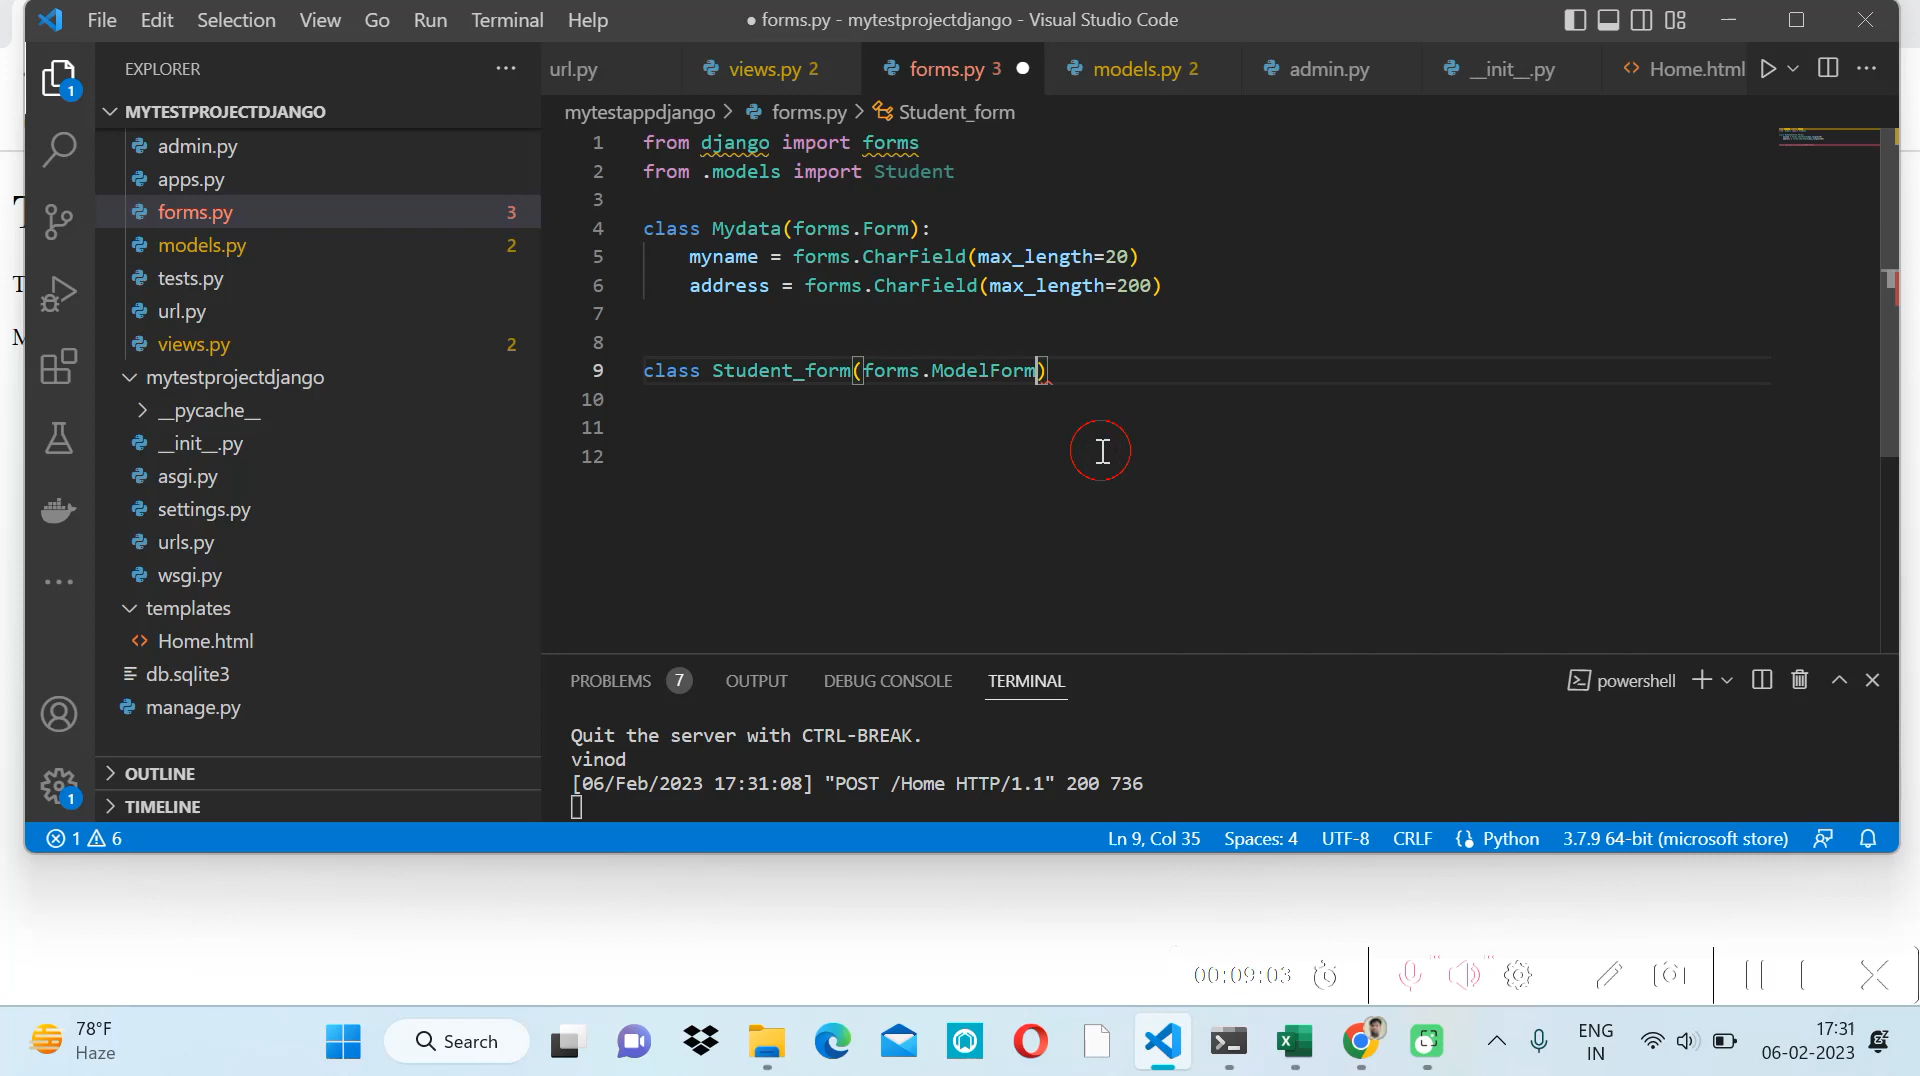 File Edit Selection View Go Run Terminal Help
● forms.py - mytestprojectdjango - Visual Studio Code
EXPLORER
url.py views.py 2 forms.py 3 models.py 2 admin.py __init__.py Home.html
MYTESTPROJECTDJANGO
mytestappdjango > forms.py > Student_form
admin.py
apps.py
forms.py 3
models.py 2
tests.py
url.py
views.py 2
mytestprojectdjango
__pycache__
__init__.py
asgi.py
settings.py
urls.py
wsgi.py
templates
Home.html
db.sqlite3
manage.py
OUTLINE
TIMELINE
1
1
1 from django import forms
2 from .models import Student
3
4 class Mydata(forms.Form):
5 myname = forms.CharField(max_length=20)
6 address = forms.CharField(max_length=200)
7
8
9 class Student_form(forms.ModelForm)
10
11
12
PROBLEMS 7 OUTPUT DEBUG CONSOLE TERMINAL
powershell
Quit the server with CTRL-BREAK.
vinod
[06/Feb/2023 17:31:08] "POST /Home HTTP/1.1" 200 736
1 6 Ln 9, Col 35 Spaces: 4 UTF-8 CRLF Python 3.7.9 64-bit (microsoft store)
00:09:03
78°F
Haze
Search
ENG
IN
17:31
06-02-2023